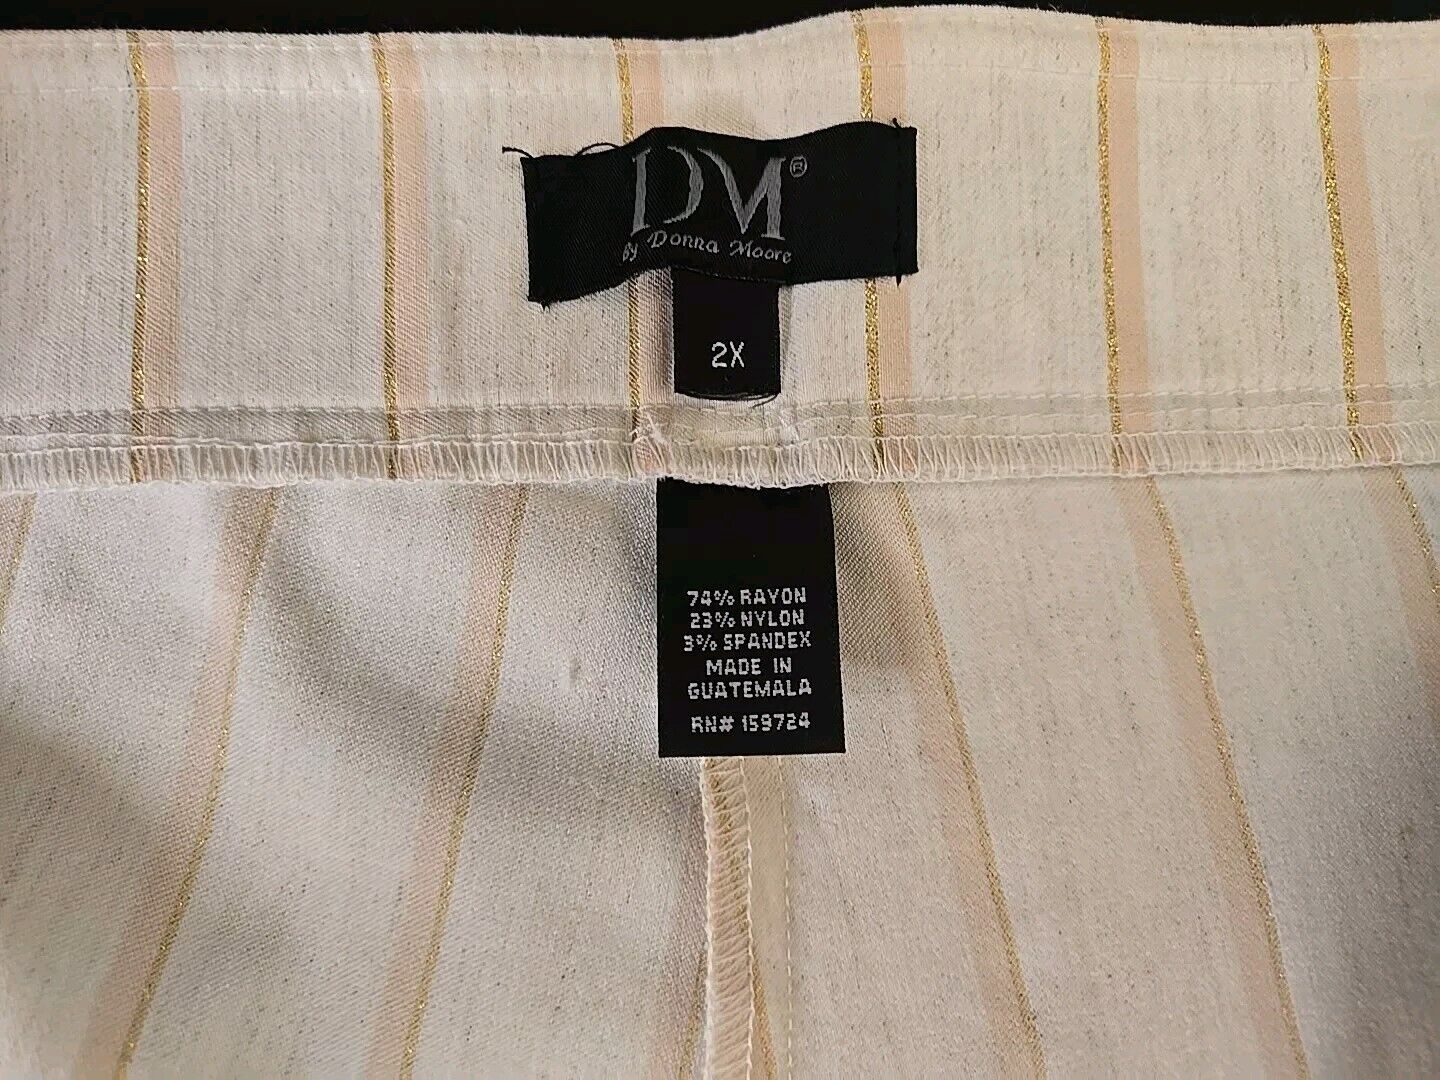 DM®
By Donna Moore
2X
74% RAYON
23% NYLON
3% SPANDEX
MADE IN
GUATEMALA
RN# 159724